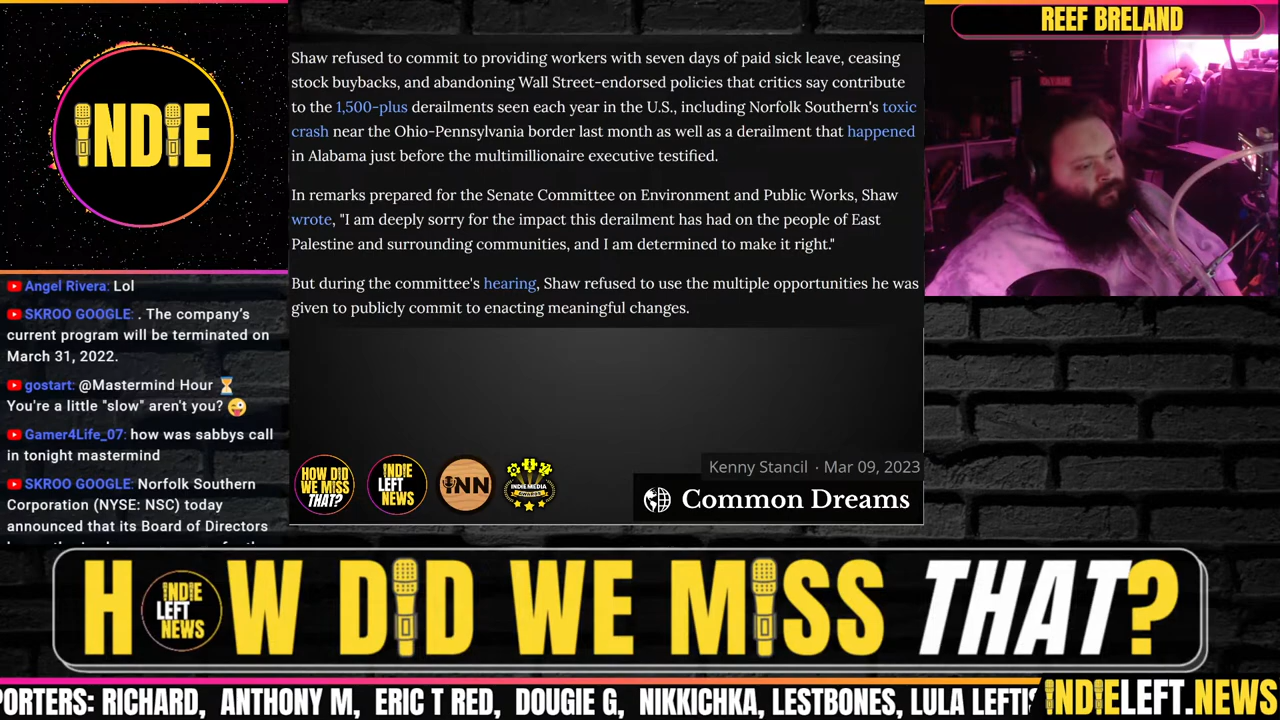 INDIE
REEF BRELAND
Shaw refused to commit to providing workers with seven days of paid sick leave, ceasing
stock buybacks, and abandoning Wall Street-endorsed policies that critics say contribute
to the 1,500-plus derailments seen each year in the U.S., including Norfolk Southern's toxic
crash near the Ohio-Pennsylvania border last month as well as a derailment that happened
in Alabama just before the multimillionaire executive testified.
In remarks prepared for the Senate Committee on Environment and Public Works, Shaw
wrote, "I am deeply sorry for the impact this derailment has had on the people of East
Palestine and surrounding communities, and I am determined to make it right."
But during the committee's hearing, Shaw refused to use the multiple opportunities he was
given to publicly commit to enacting meaningful changes.
Angel Rivera: Lol
SKROO GOOGLE: . The company's
current program will be terminated on
March 31, 2022.
gostart: @Mastermind Hour ⏳
You're a little "slow" aren't you? 😜
Gamer4Life_07: how was sabbys call
in tonight mastermind
SKROO GOOGLE: Norfolk Southern
Corporation (NYSE: NSC) today
announced that its Board of Directors
HOW DID
WE MISS
THAT?
INDIE
LEFT
NEWS
INN
INDIE MEDIA
AWARDS
Kenny Stancil · Mar 09, 2023
Common Dreams
HOW DID WE MISS THAT?
INDIE
LEFT
NEWS
PORTERS: RICHARD, ANTHONY M, ERIC T RED, DOUGIE G, NIKKICHKA, LESTBONES, LULA LEFTI
INDIELEFT.NEWS